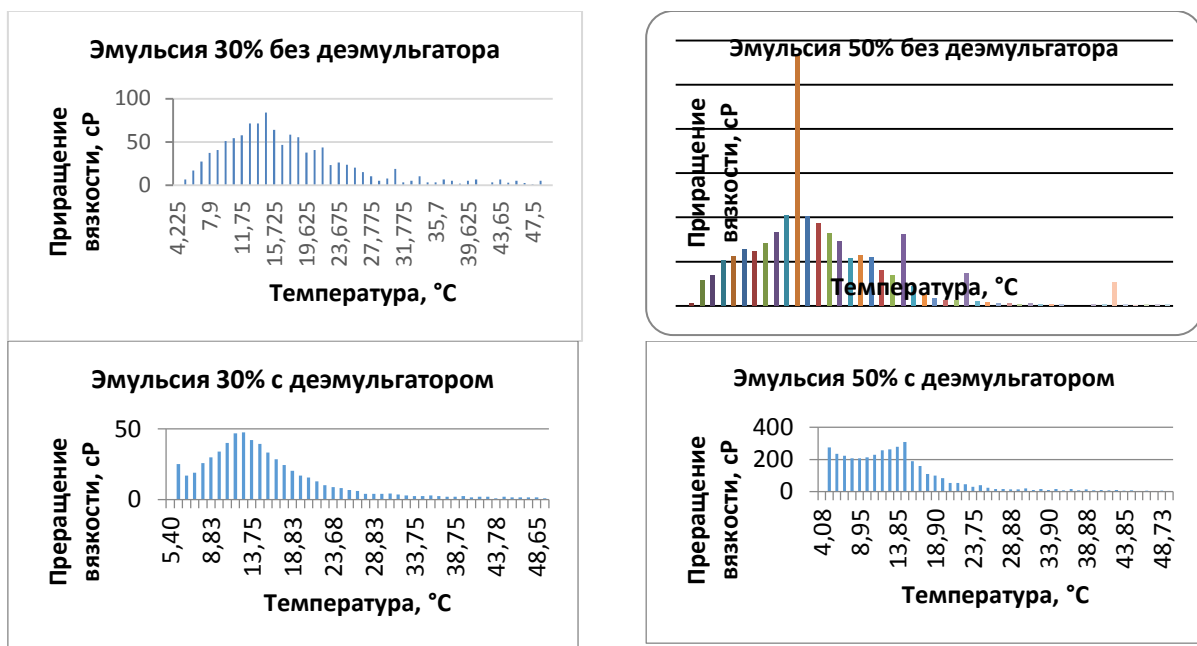 Эмульсия 30% без деэмульгатора
Приращение
вязкости, сР
100
50
0
4,225
7,9
11,75
15,725
19,625
23,675
27,775
31,775
35,7
39,625
43,65
47,5
Температура, °С
Эмульсия 50% без деэмульгатора
Приращение
вязкости, сР
Температура, °С
Эмульсия 30% с деэмульгатором
Преращение
вязкости, сР
50
0
5,40
8,83
13,75
18,83
23,68
28,83
33,75
38,75
43,78
48,65
Температура, °С
Эмульсия 50% с деэмульгатором
Преращение
вязкости, сР
400
200
0
4,08
8,95
13,85
18,90
23,75
28,88
33,90
38,88
43,85
48,73
Температура, °С